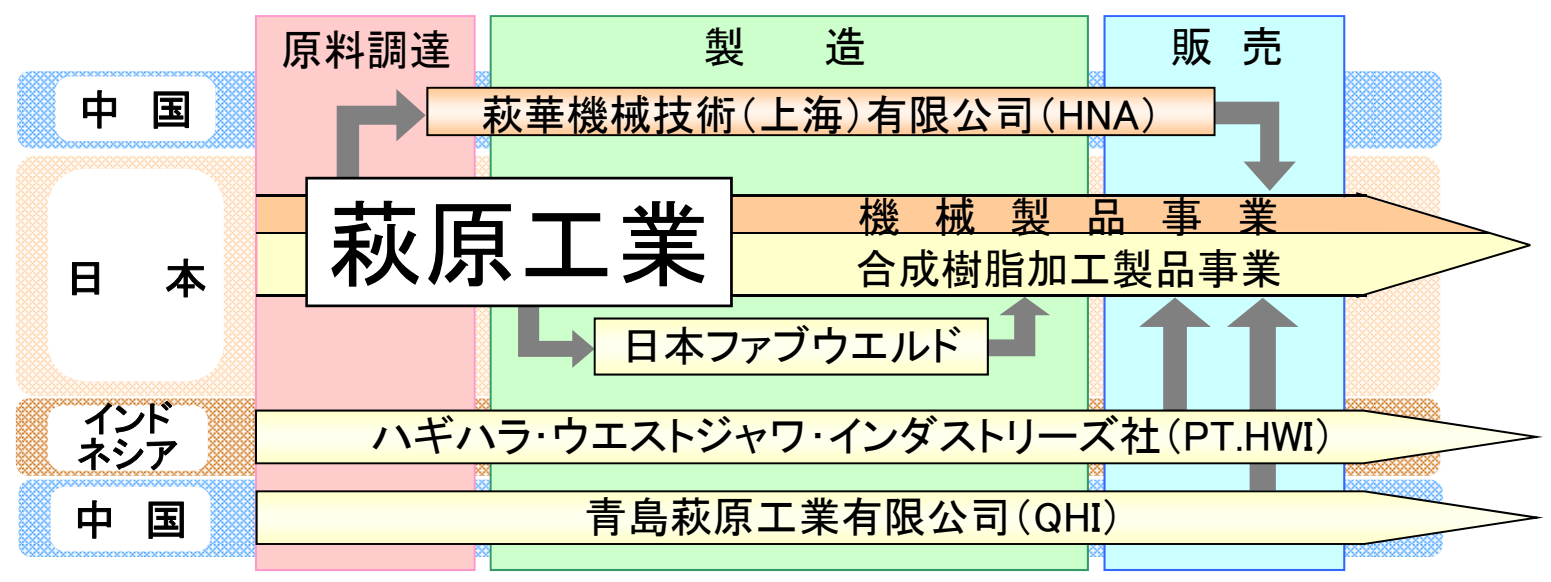 原料調達
製　造
販　売
中　国
萩華機械技術(上海)有限公司(HNA)
日　本
萩原工業
機　械　製　品　事　業
合成樹脂加工製品事業
日本ファブウエルド
インド
ネシア
ハギハラ・ウエストジャワ・インダストリーズ社(PT.HWI)
中　国
青島萩原工業有限公司(QHI)